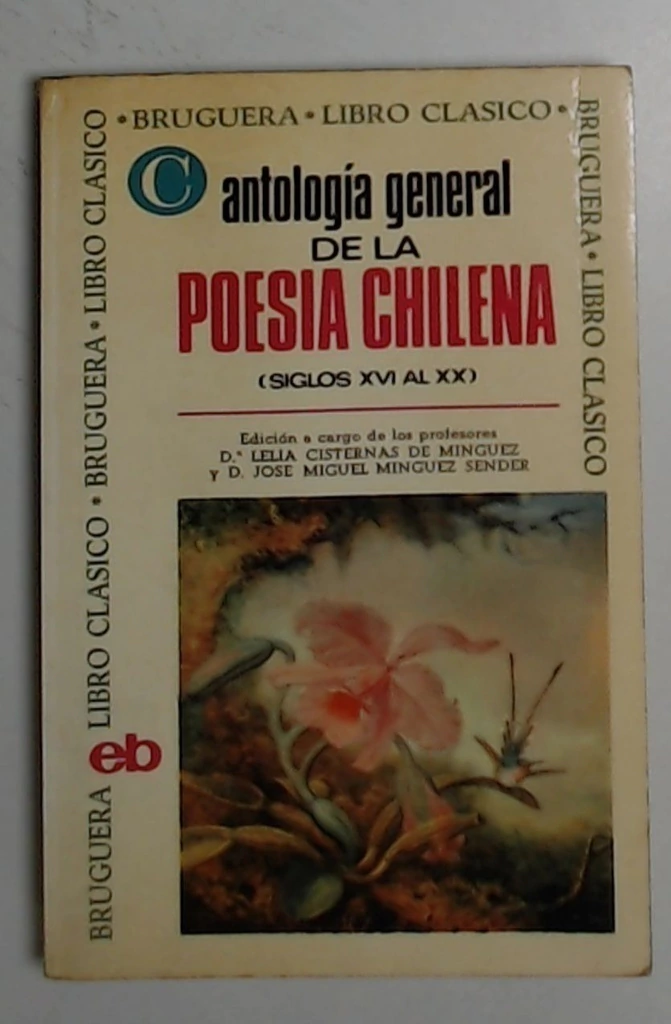 • BRUGUERA • LIBRO CLASICO •
BRUGUERA • LIBRO CLASICO
BRUGUERA LIBRO CLASICO • BRUGUERA • LIBRO CLASICO
C
antología general
DE LA
POESIA CHILENA
(SIGLOS XVI AL XX)
Edición a cargo de los profesores
D.ª LELIA CISTERNAS DE MINGUEZ
y D. JOSE MIGUEL MINGUEZ SENDER
eb